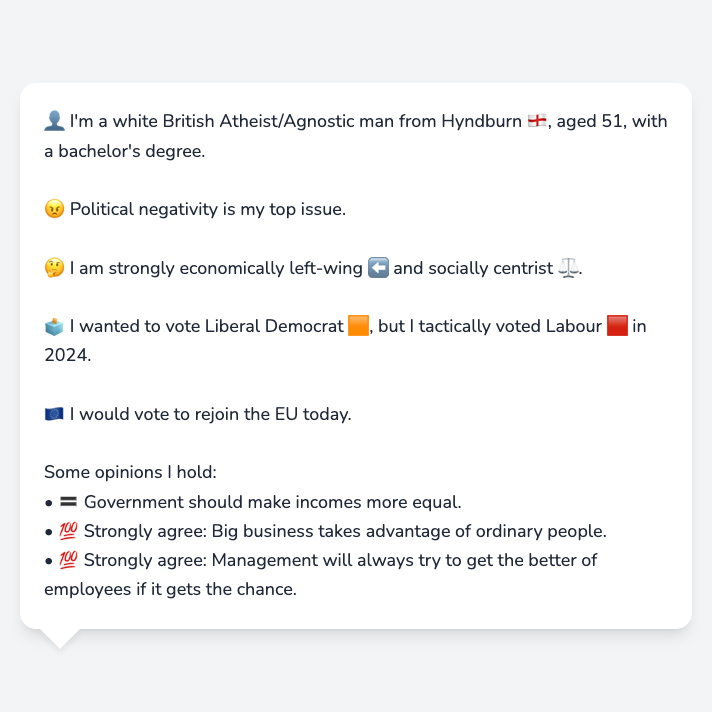 👤 I'm a white British Atheist/Agnostic man from Hyndburn 🏴󠁧󠁢󠁥󠁮󠁧󠁿, aged 51, with
a bachelor's degree.
😠 Political negativity is my top issue.
🤔 I am strongly economically left-wing ⬅️ and socially centrist ⚖️.
🗳️ I wanted to vote Liberal Democrat 🟧, but I tactically voted Labour 🟥 in
2024.
🇪🇺 I would vote to rejoin the EU today.
Some opinions I hold:
• 🟰 Government should make incomes more equal.
• 💯 Strongly agree: Big business takes advantage of ordinary people.
• 💯 Strongly agree: Management will always try to get the better of
employees if it gets the chance.